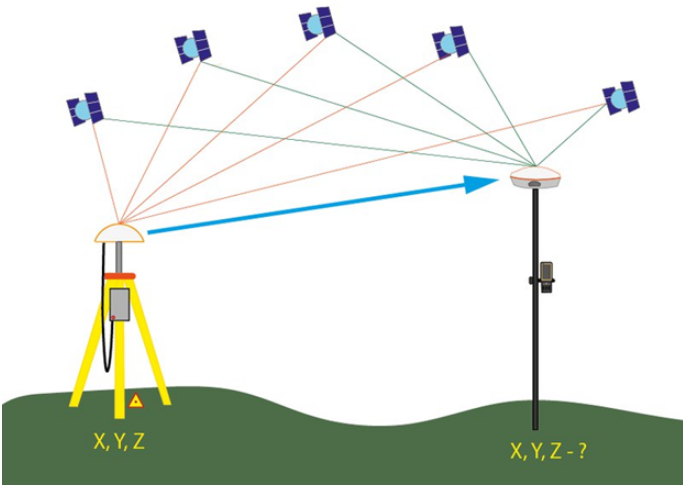 X, Y, Z
X, Y, Z - ?